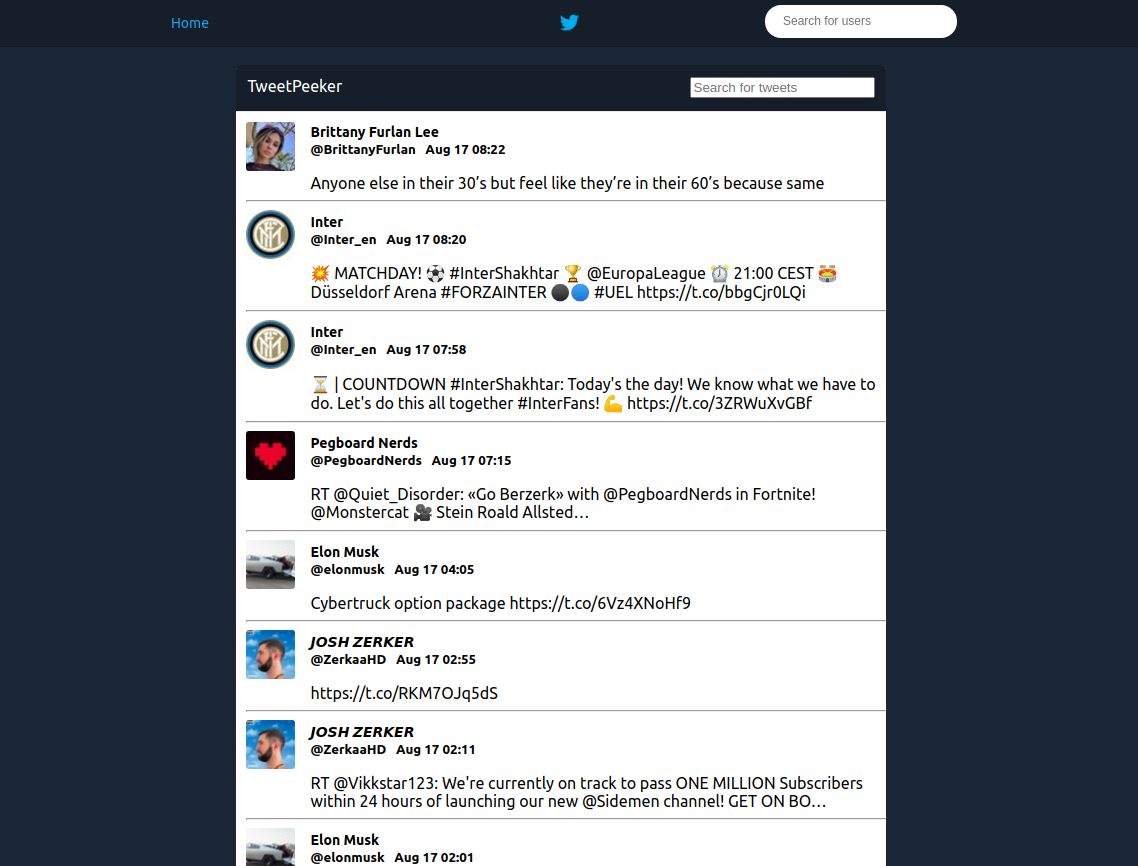 Home
Search for users
TweetPeeker
Search for tweets
Brittany Furlan Lee
@BrittanyFurlan Aug 17 08:22
Anyone else in their 30’s but feel like they’re in their 60’s because same
Inter
@Inter_en Aug 17 08:20
💥 MATCHDAY! ⚽ #InterShakhtar 🏆 @EuropaLeague ⏰ 21:00 CEST 🏟
Düsseldorf Arena #FORZAINTER ⚫🔵 #UEL https://t.co/bbgCjr0LQi
Inter
@Inter_en Aug 17 07:58
⏳ | COUNTDOWN #InterShakhtar: Today's the day! We know what we have to
do. Let's do this all together #InterFans! 💪 https://t.co/3ZRWuXvGBf
Pegboard Nerds
@PegboardNerds Aug 17 07:15
RT @Quiet_Disorder: «Go Berzerk» with @PegboardNerds in Fortnite!
@Monstercat 🎥 Stein Roald Allsted…
Elon Musk
@elonmusk Aug 17 04:05
Cybertruck option package https://t.co/6Vz4XNoHf9
𝙅𝙊𝙎𝙃 𝙕𝙀𝙍𝙆𝙀𝙍
@ZerkaaHD Aug 17 02:55
https://t.co/RKM7OJq5dS
𝙅𝙊𝙎𝙃 𝙕𝙀𝙍𝙆𝙀𝙍
@ZerkaaHD Aug 17 02:11
RT @Vikkstar123: We're currently on track to pass ONE MILLION Subscribers
within 24 hours of launching our new @Sidemen channel! GET ON BO…
Elon Musk
@elonmusk Aug 17 02:01